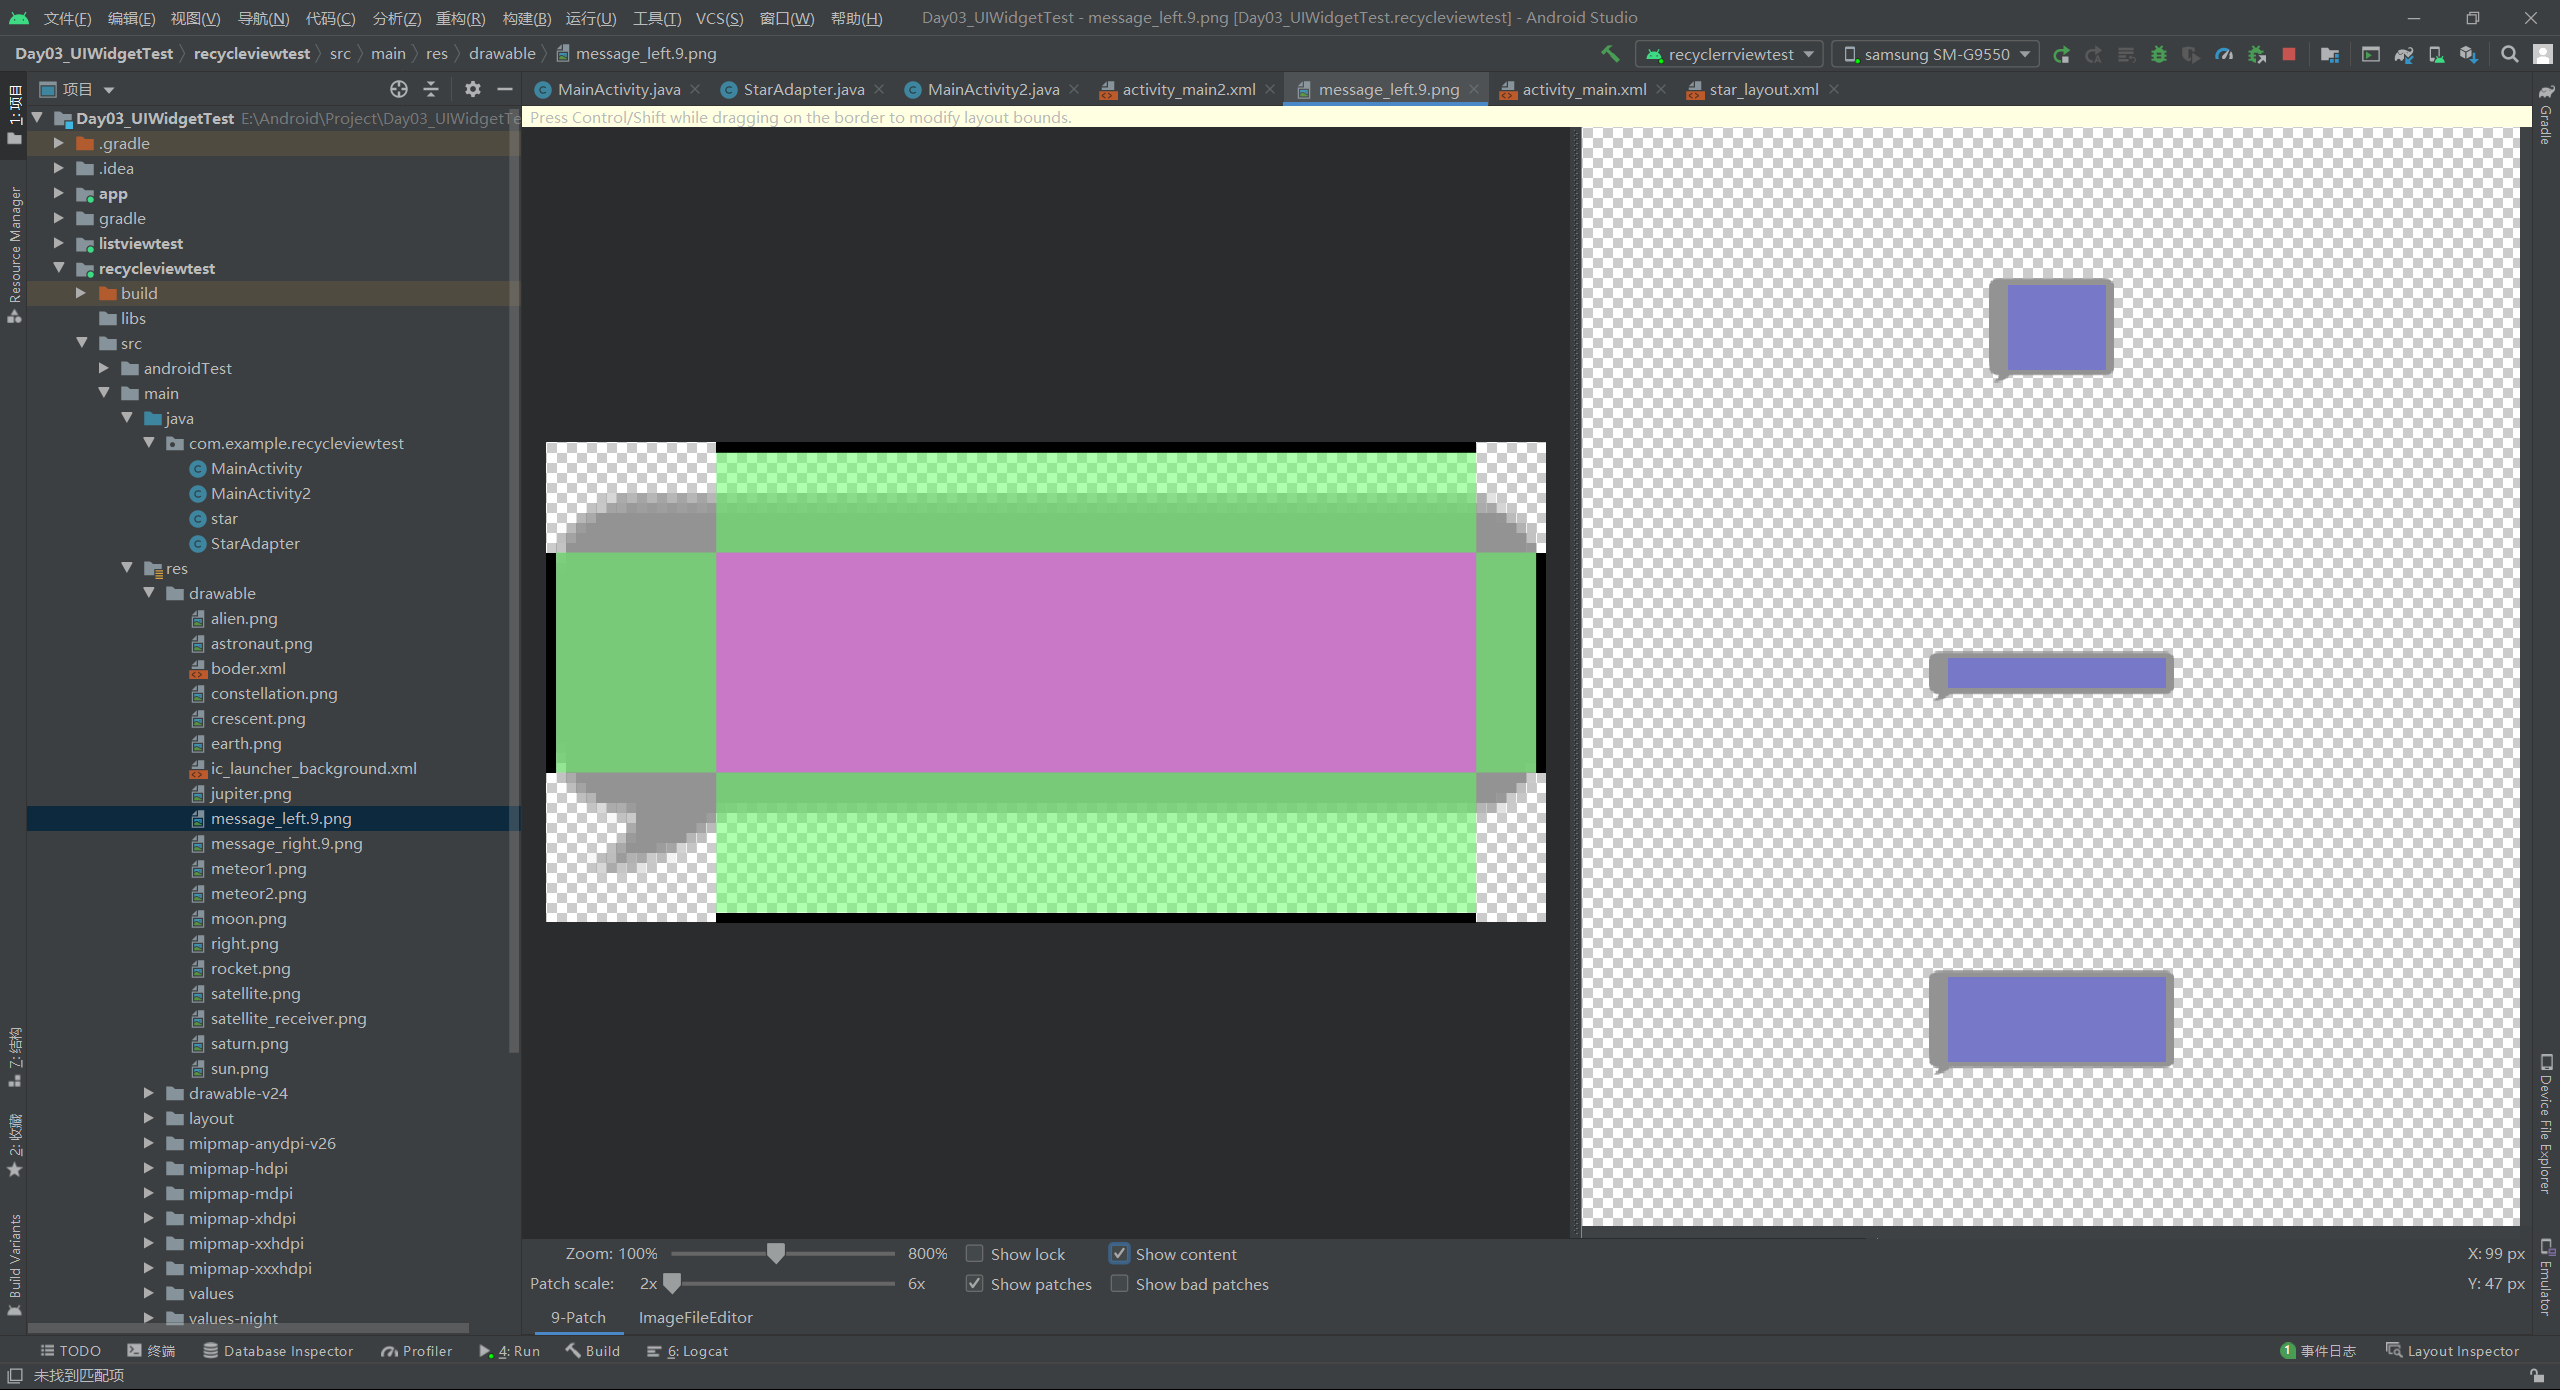 文件(F) 编辑(E) 视图(V) 导航(N) 代码(C) 分析(Z) 重构(R) 构建(B) 运行(U) 工具(T) VCS(S) 窗口(W) 帮助(H) Day03_UIWidgetTest - message_left.9.png [Day03_UIWidgetTest.recycleviewtest] - Android Studio
Day03_UIWidgetTest recycleviewtest src main res drawable message_left.9.png recyclerrviewtest samsung SM-G9550
项目 MainActivity.java StarAdapter.java MainActivity2.java activity_main2.xml message_left.9.png activity_main.xml star_layout.xml
Press Control/Shift while dragging on the border to modify layout bounds.
1: 项目
Resource Manager
Z: 结构
2: 收藏
Build Variants
Day03_UIWidgetTest E:\Android\Project\Day03_UIWidgetTe
.gradle
.idea
app
gradle
listviewtest
recycleviewtest
build
libs
src
androidTest
main
java
com.example.recycleviewtest
MainActivity
MainActivity2
star
StarAdapter
res
drawable
alien.png
astronaut.png
boder.xml
constellation.png
crescent.png
earth.png
ic_launcher_background.xml
jupiter.png
message_left.9.png
message_right.9.png
meteor1.png
meteor2.png
moon.png
right.png
rocket.png
satellite.png
satellite_receiver.png
saturn.png
sun.png
drawable-v24
layout
mipmap-anydpi-v26
mipmap-hdpi
mipmap-mdpi
mipmap-xhdpi
mipmap-xxhdpi
mipmap-xxxhdpi
values
values-night
Zoom: 100% 800% Show lock Show content X: 99 px
Patch scale: 2x 6x Show patches Show bad patches Y: 47 px
9-Patch ImageFileEditor
Gradle
Device File Explorer
Emulator
TODO 终端 Database Inspector Profiler 4: Run Build 6: Logcat 1 事件日志 Layout Inspector
未找到匹配项